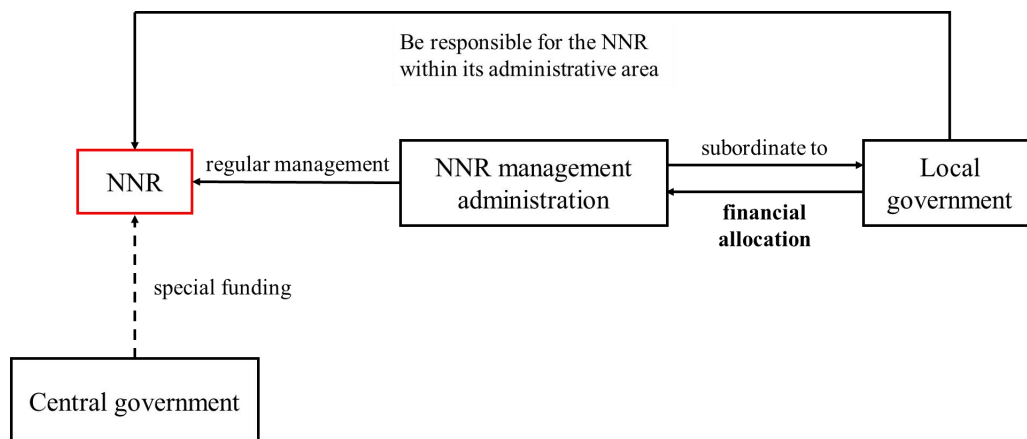 Be responsible for the NNR
within its administrative area
NNR
regular management
NNR management
administration
subordinate to
financial
allocation
Local
government
special funding
Central government